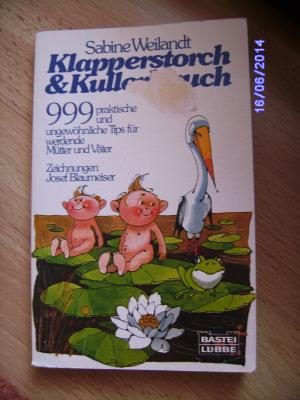 Sabine Weilandt
Klapperstorch
999 praktische
und
ungewöhnliche Tips für
werdende
Mütter und Väter
Zeichnungen
Josef Blaumeiser
BASTEI
LÜBBE
16/06/2014